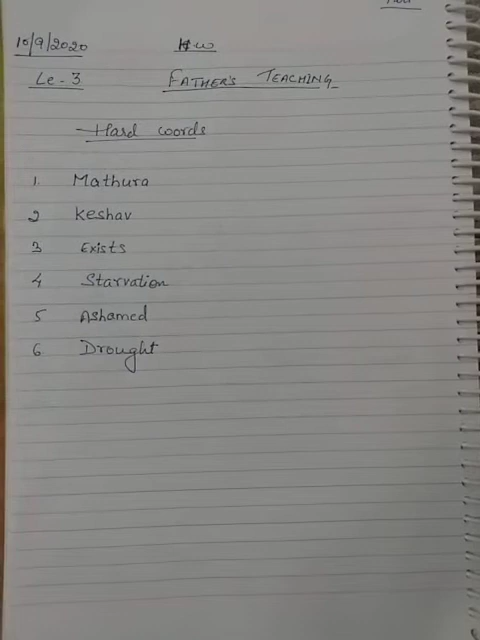 10/9/2020 HW
Le - 3 FATHER'S TEACHING
Hard words
1. Mathura
2 Keshav
3 Exists
4 Starvation
5 Ashamed
6. Drought